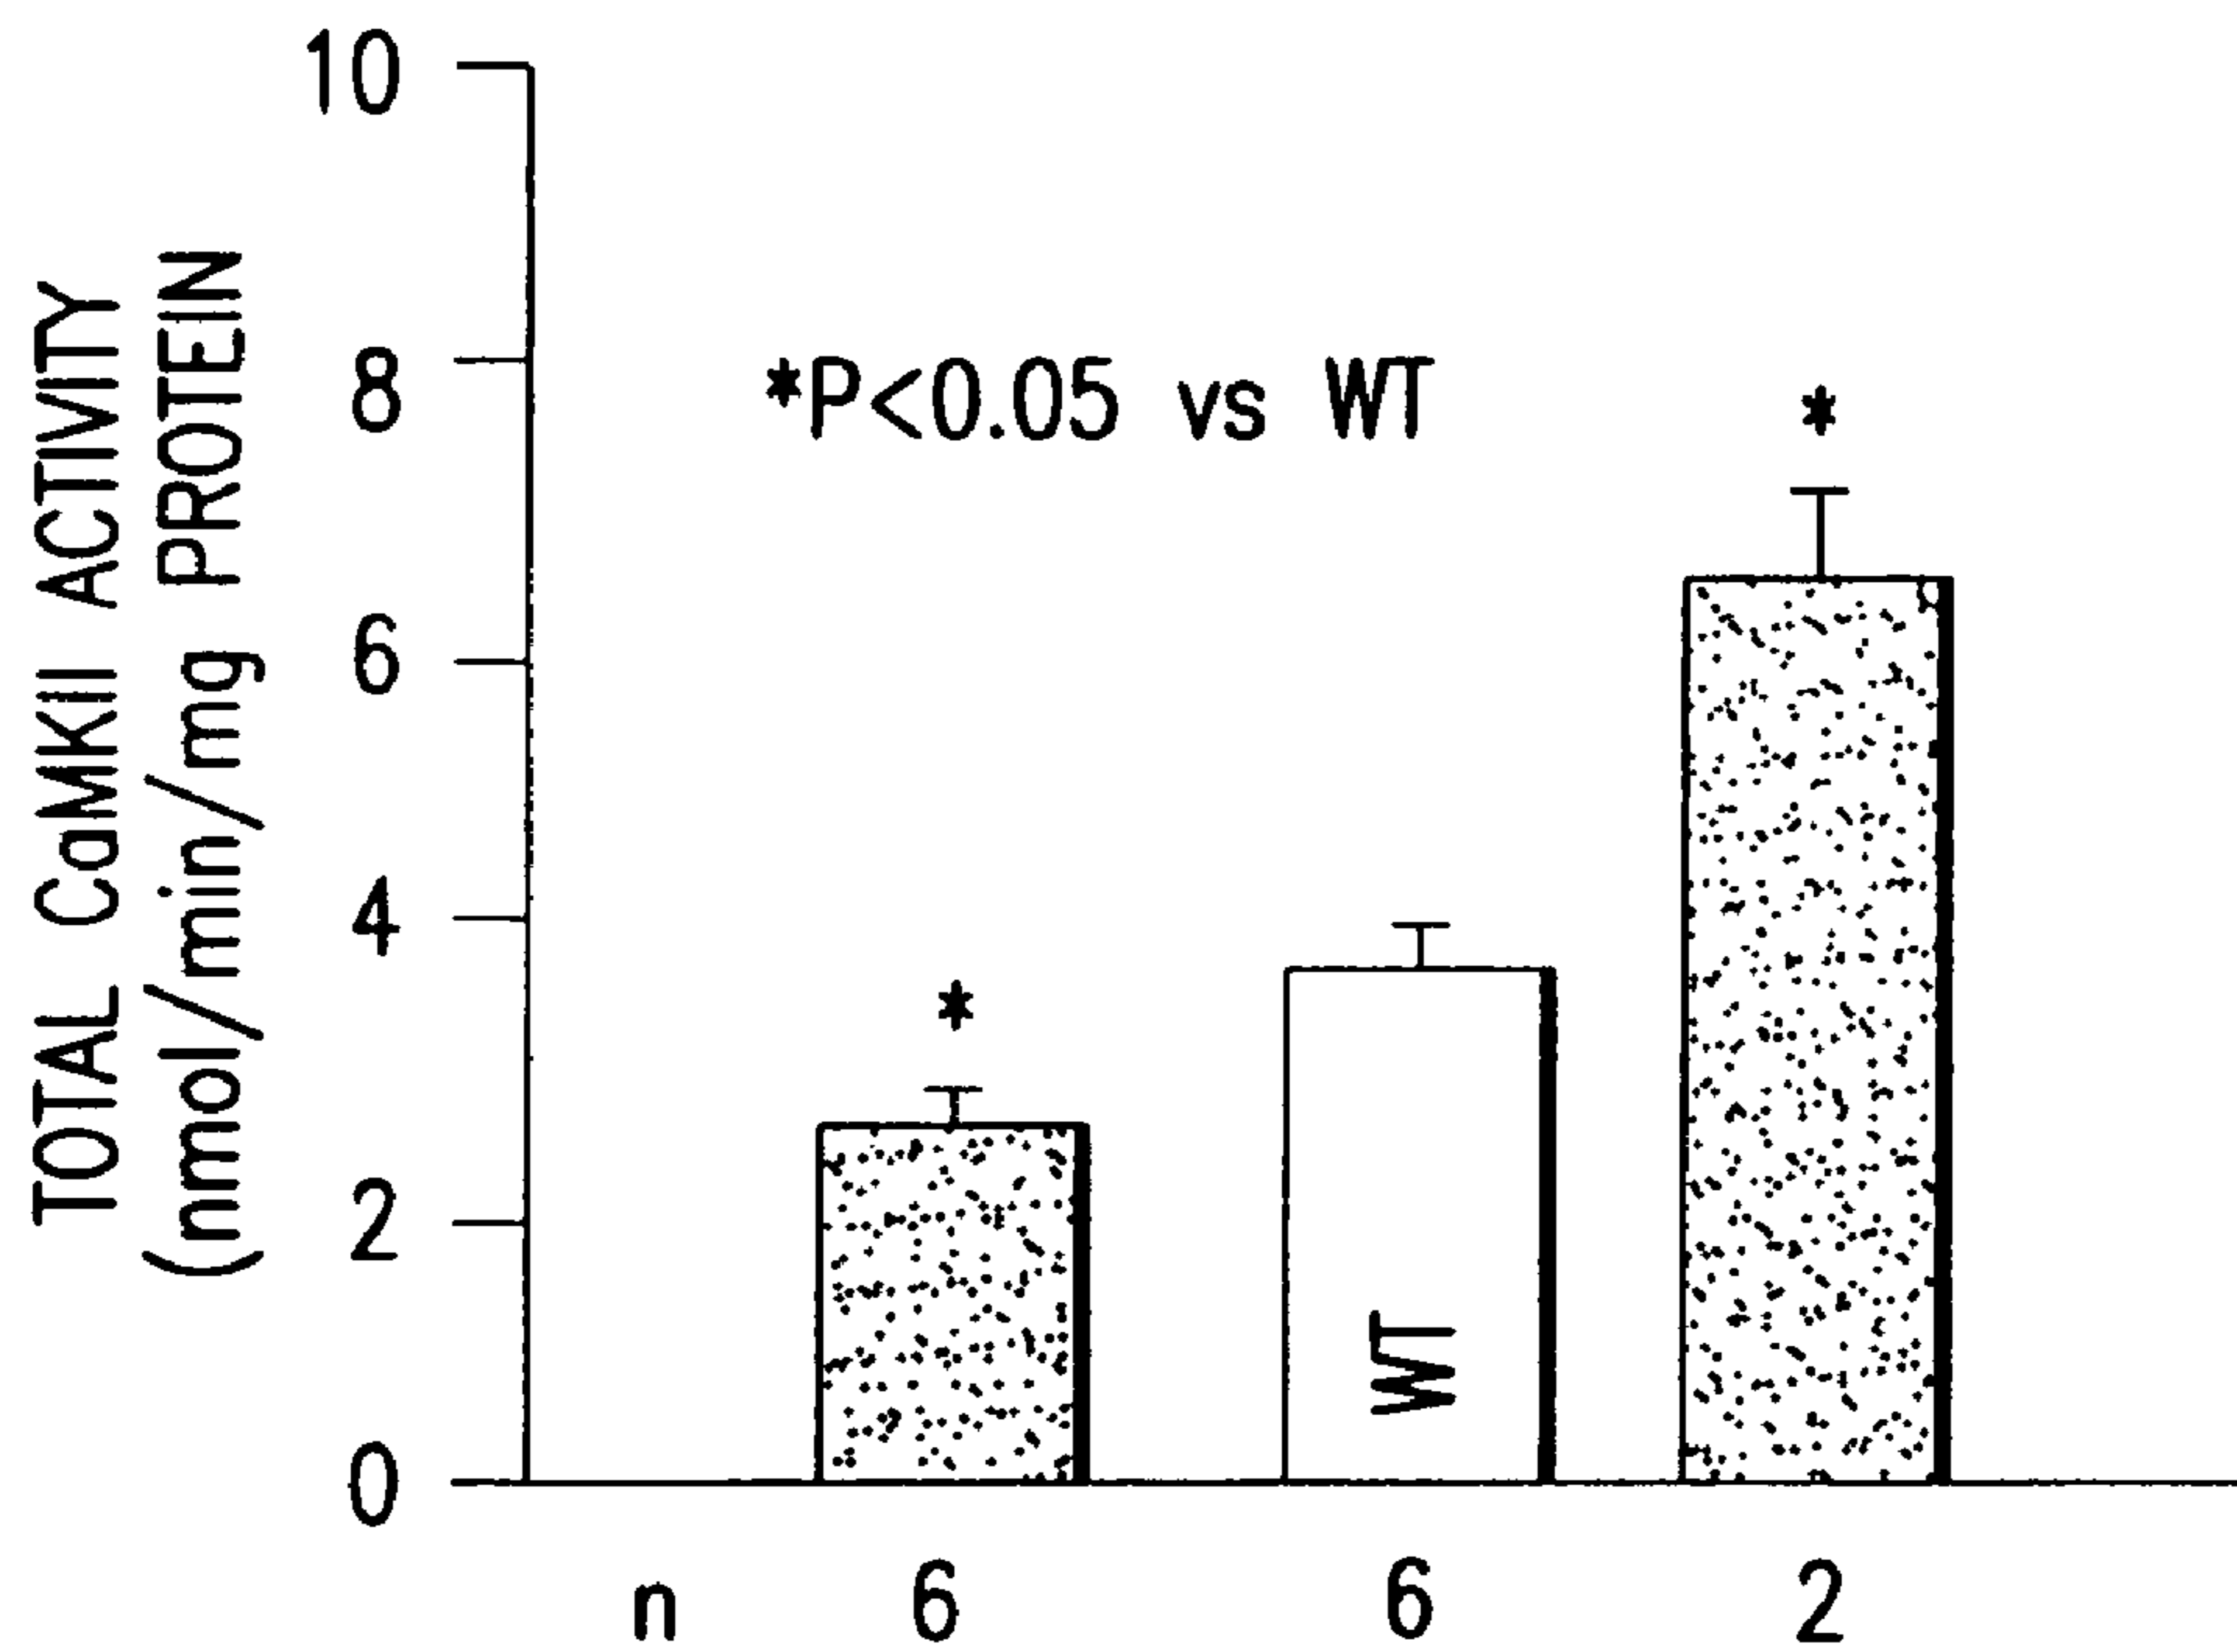 TOTAL CaMKII ACTIVITY
(nmol/min/mg PROTEIN
10
8
6
4
2
0
*P<0.05 vs WT
*
*
WT
n 6 6 2